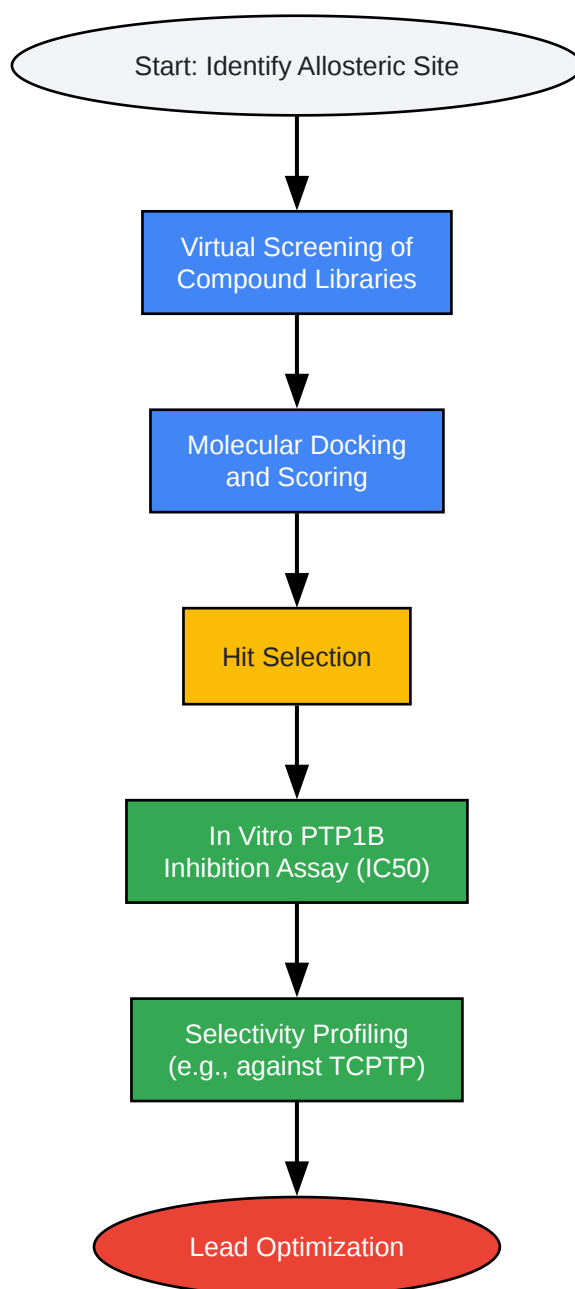 Start: Identify Allosteric Site
Virtual Screening of
Compound Libraries
Molecular Docking
and Scoring
Hit Selection
In Vitro PTP1B
Inhibition Assay (IC50)
Selectivity Profiling
(e.g., against TCPTP)
Lead Optimization